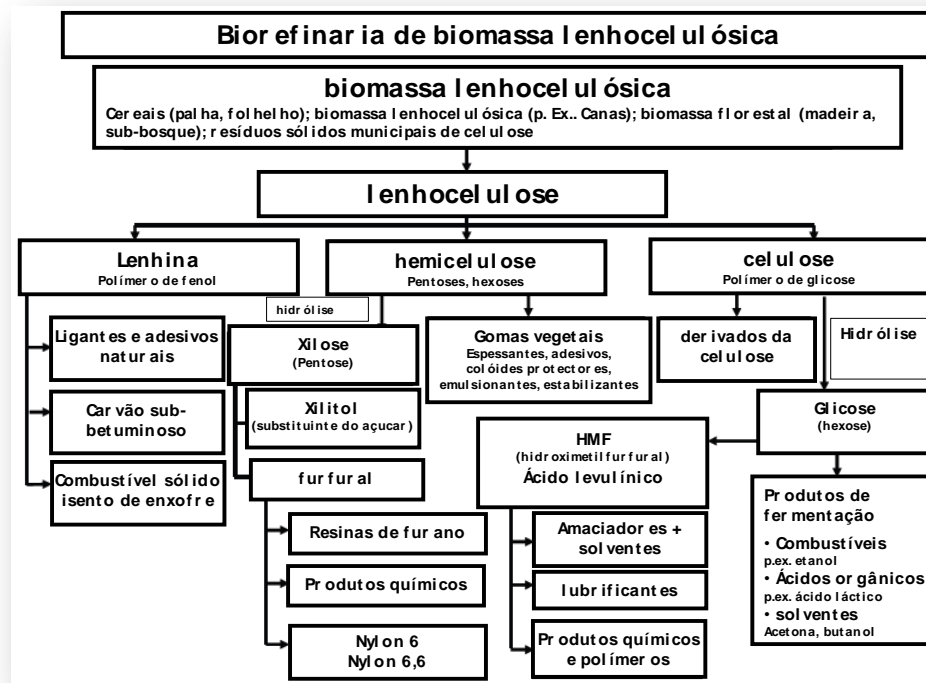 Biorefinaria de biomassa lenhocelulósica
biomassa lenhocelulósica
Cereais (palha, folhelho); biomassa lenhocelulósica (p. Ex.. Canas); biomassa florestal (madeira,
sub-bosque); resíduos sólidos municipais de celulose
lenhocelulose
Lenhina
Polímero de fenol
hemicelulose
Pentoses, hexoses
celulose
Polímero de glicose
hidrólise
Ligantes e adesivos
naturais
Xilose
(Pentose)
Gomas vegetais
Espessantes, adesivos,
colóides protectores,
emulsionantes, estabilizantes
derivados da
celulose
Hidrólise
Carvão sub-
betuminoso
Xilitol
(substituinte do açucar)
HMF
(hidroximetilfurfural)
Ácido levulínico
Glicose
(hexose)
Combustível sólido
isento de enxofre
furfural
Resinas de furano
Produtos químicos
Nylon 6
Nylon 6,6
Amaciadores +
solventes
lubrificantes
Produtos químicos
e polímeros
Produtos de
fermentação
• Combustíveis
p.ex. etanol
• Ácidos orgânicos
p.ex. ácido láctico
• solventes
Acetona, butanol